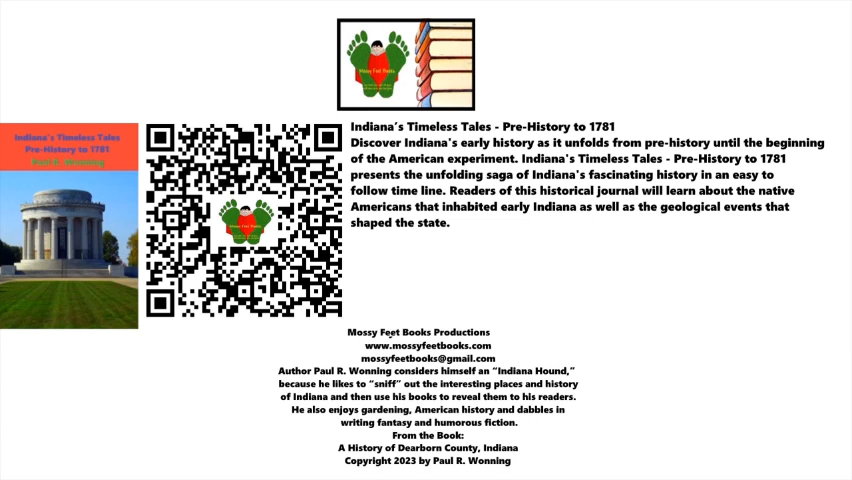 Mossy Feet Books
Indiana's Timeless Tales
Pre-History to 1781
Paul R. Wonning
Mossy Feet Books
Indiana's Timeless Tales - Pre-History to 1781
Discover Indiana's early history as it unfolds from pre-history until the beginning
of the American experiment. Indiana's Timeless Tales - Pre-History to 1781
presents the unfolding saga of Indiana's fascinating history in an easy to
follow time line. Readers of this historical journal will learn about the native
Americans that inhabited early Indiana as well as the geological events that
shaped the state.
Mossy Feet Books Productions
www.mossyfeetbooks.com
mossyfeetbooks@gmail.com
Author Paul R. Wonning considers himself an “Indiana Hound,”
because he likes to “sniff” out the interesting places and history
of Indiana and then use his books to reveal them to his readers.
He also enjoys gardening, American history and dabbles in
writing fantasy and humorous fiction.
From the Book:
A History of Dearborn County, Indiana
Copyright 2023 by Paul R. Wonning